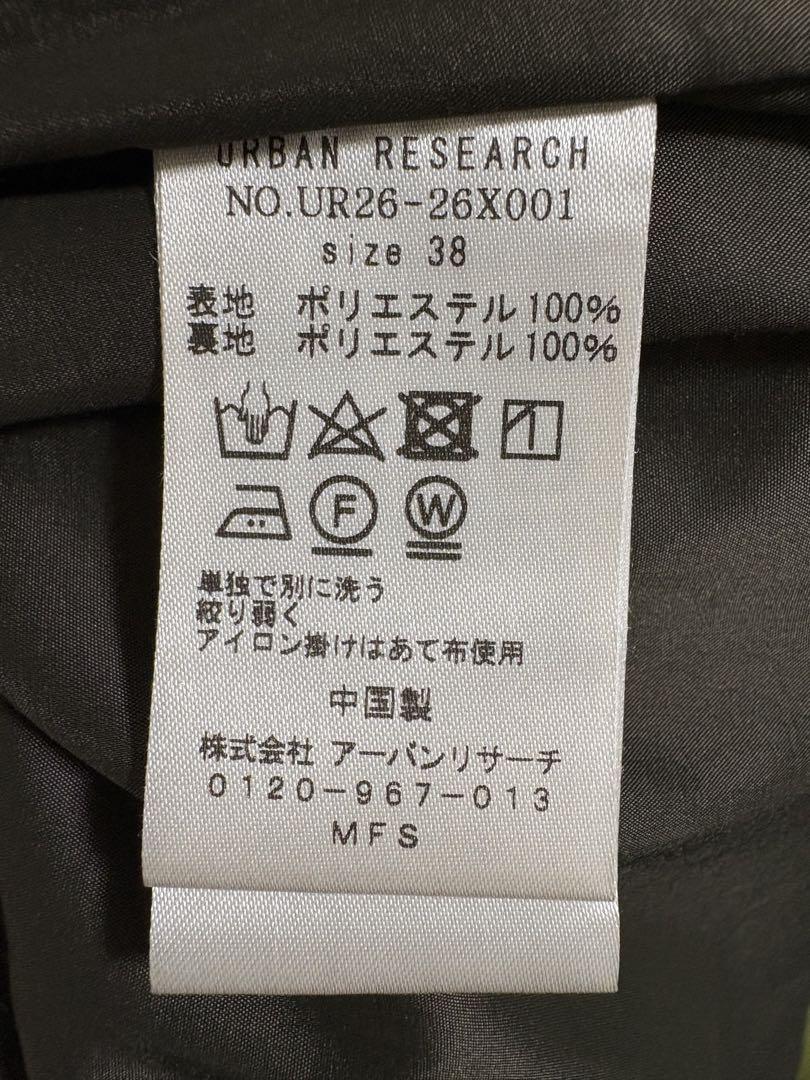 URBAN RESEARCH
NO.UR26-26X001
size 38
表地 ポリエステル100%
裏地 ポリエステル100%
F W
単独で別に洗う
絞り弱く
アイロン掛けはあて布使用
中国製
株式会社 アーバンリサーチ
0120-967-013
MFS